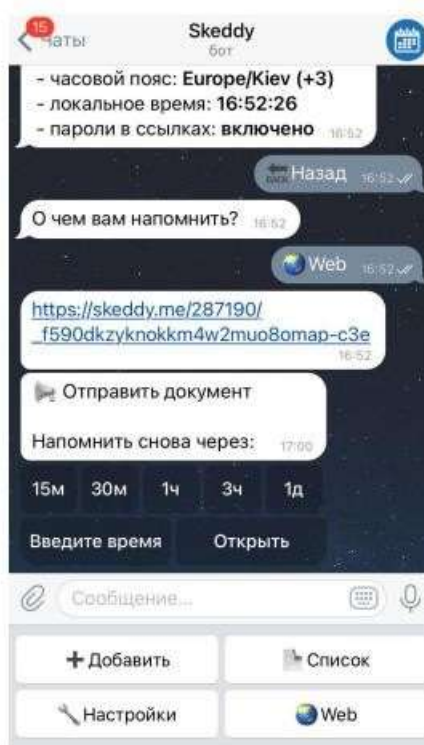 15
Чаты
Skeddy
бот
- часовой пояс: Europe/Kiev (+3)
- локальное время: 16:52:26
- пароли в ссылках: включено 16:52
BACK Назад 16:52
О чем вам напомнить? 16:52
Web 16:52
https://skeddy.me/287190/
_f590dkzyknokkm4w2muo8omap-c3e
16:52
Отправить документ
Напомнить снова через: 17:00
15м 30м 1ч 3ч 1д
Введите время Открыть
Сообщение...
Добавить Список
Настройки Web